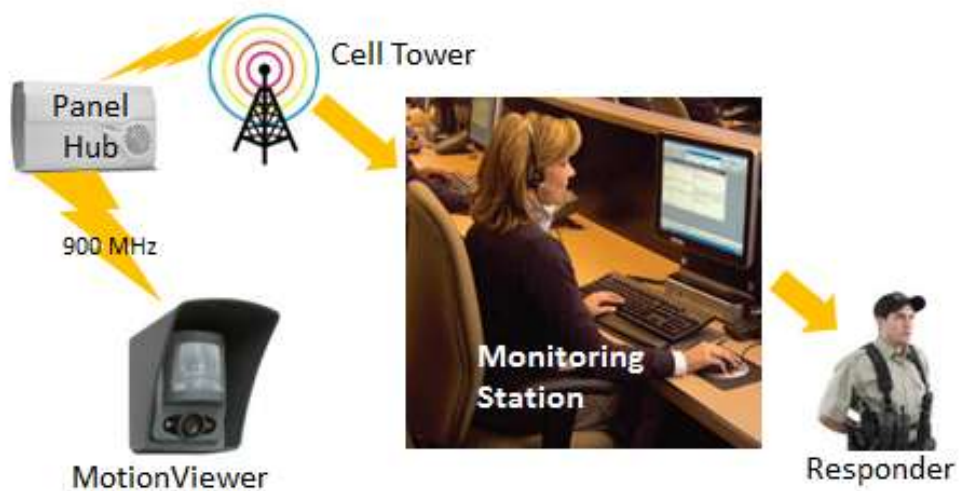 Cell Tower
Panel
Hub
900 MHz
MotionViewer
Monitoring
Station
Responder